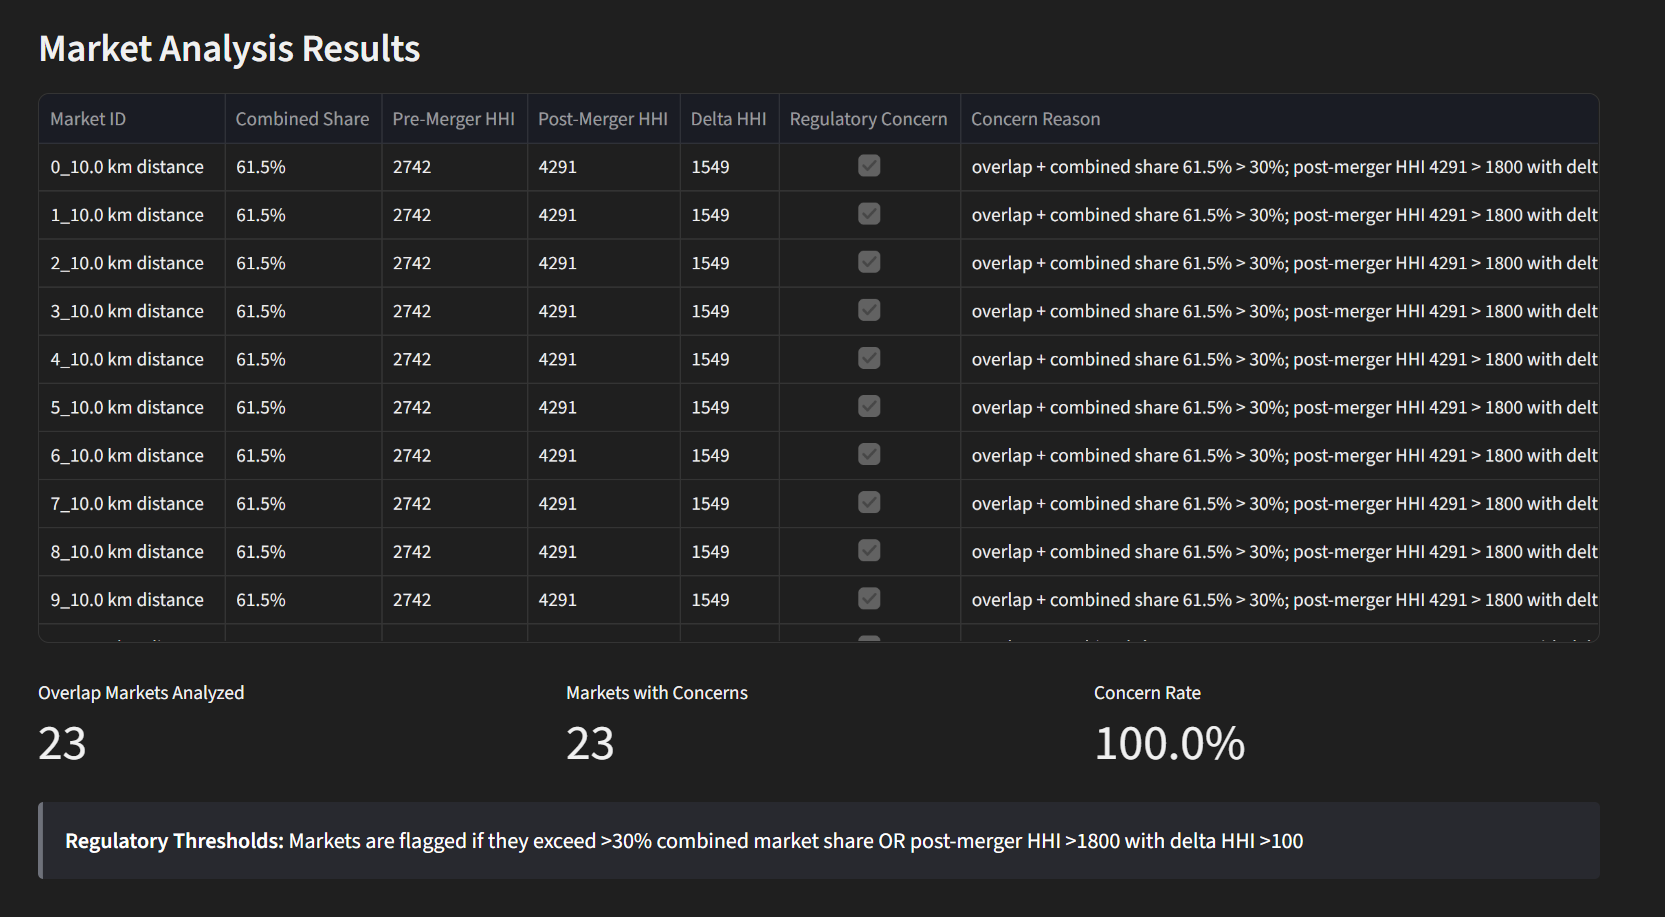 Market Analysis Results
Market ID Combined Share Pre-Merger HHI Post-Merger HHI Delta HHI Regulatory Concern Concern Reason
0_10.0 km distance 61.5% 2742 4291 1549 overlap + combined share 61.5% > 30%; post-merger HHI 4291 > 1800 with delt
1_10.0 km distance 61.5% 2742 4291 1549 overlap + combined share 61.5% > 30%; post-merger HHI 4291 > 1800 with delt
2_10.0 km distance 61.5% 2742 4291 1549 overlap + combined share 61.5% > 30%; post-merger HHI 4291 > 1800 with delt
3_10.0 km distance 61.5% 2742 4291 1549 overlap + combined share 61.5% > 30%; post-merger HHI 4291 > 1800 with delt
4_10.0 km distance 61.5% 2742 4291 1549 overlap + combined share 61.5% > 30%; post-merger HHI 4291 > 1800 with delt
5_10.0 km distance 61.5% 2742 4291 1549 overlap + combined share 61.5% > 30%; post-merger HHI 4291 > 1800 with delt
6_10.0 km distance 61.5% 2742 4291 1549 overlap + combined share 61.5% > 30%; post-merger HHI 4291 > 1800 with delt
7_10.0 km distance 61.5% 2742 4291 1549 overlap + combined share 61.5% > 30%; post-merger HHI 4291 > 1800 with delt
8_10.0 km distance 61.5% 2742 4291 1549 overlap + combined share 61.5% > 30%; post-merger HHI 4291 > 1800 with delt
9_10.0 km distance 61.5% 2742 4291 1549 overlap + combined share 61.5% > 30%; post-merger HHI 4291 > 1800 with delt
Overlap Markets Analyzed Markets with Concerns Concern Rate
23 23 100.0%
Regulatory Thresholds: Markets are flagged if they exceed >30% combined market share OR post-merger HHI >1800 with delta HHI >100